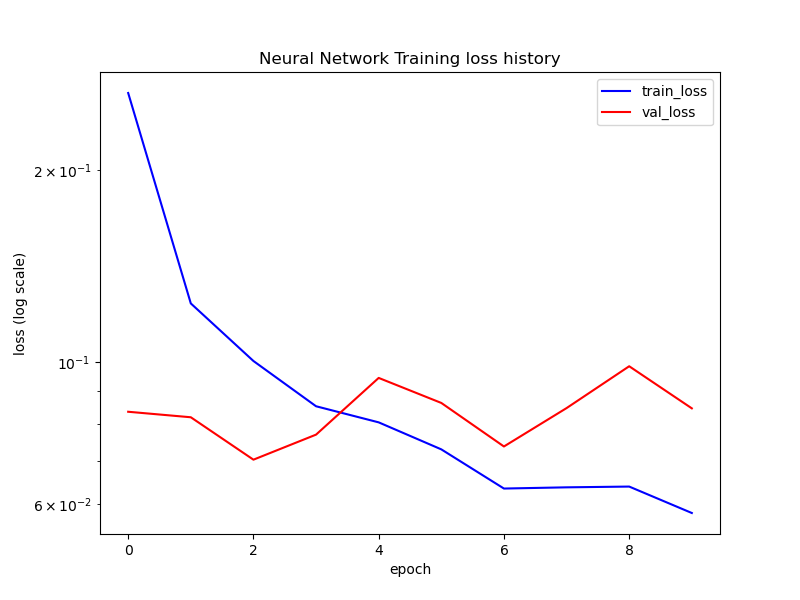 Neural Network Training loss history
train_loss
val_loss
2 × 10⁻¹
10⁻¹
6 × 10⁻²
loss (log scale)
0 2 4 6 8
epoch